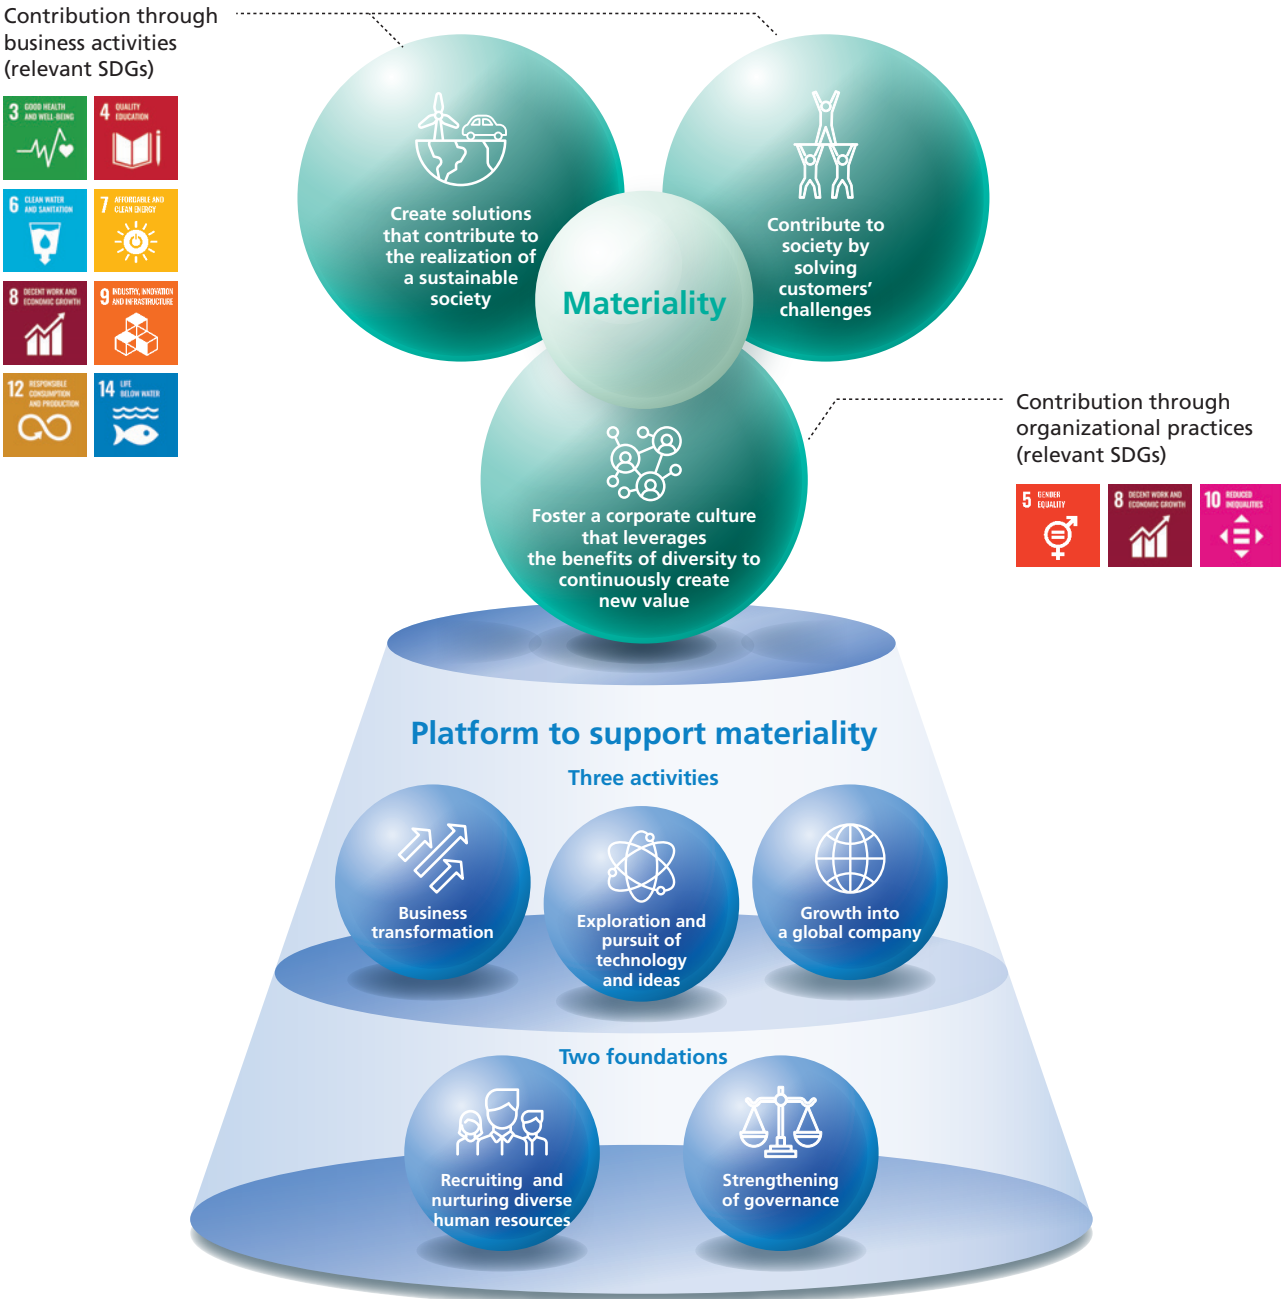 Contribution through
business activities
(relevant SDGs)
3 GOOD HEALTH
AND WELL-BEING
4 QUALITY
EDUCATION
6 CLEAN WATER
AND SANITATION
7 AFFORDABLE AND
CLEAN ENERGY
8 DECENT WORK AND
ECONOMIC GROWTH
9 INDUSTRY, INNOVATION
AND INFRASTRUCTURE
12 RESPONSIBLE
CONSUMPTION
AND PRODUCTION
14 LIFE
BELOW WATER
Create solutions
that contribute to
the realization of
a sustainable
society
Contribute to
society by
solving
customers’
challenges
Materiality
Foster a corporate culture
that leverages
the benefits of diversity to
continuously create
new value
Contribution through
organizational practices
(relevant SDGs)
5 GENDER
EQUALITY
8 DECENT WORK AND
ECONOMIC GROWTH
10 REDUCED
INEQUALITIES
Platform to support materiality
Three activities
Business
transformation
Exploration and
pursuit of
technology
and ideas
Growth into
a global company
Two foundations
Recruiting and
nurturing diverse
human resources
Strengthening
of governance